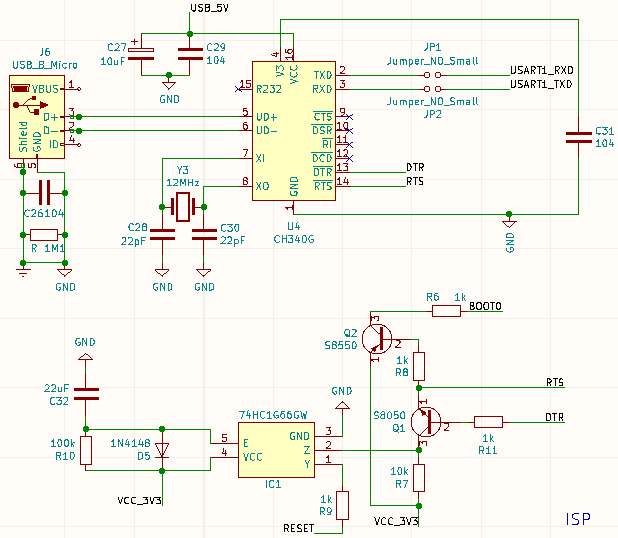 USB_5V
J6
USB_B_Micro
VBUS 1
D+ 3
D- 2
ID 4
Shield
GND
6
5
C26 104
R 1M1
GND
C27
10uF
C29
104
GND
4
16
V3
VCC
15 R232
5 UD+
6 UD-
7 XI
8 XO
TXD 2
RXD 3
CTS 9
DSR 10
RI 11
DCD 12
DTR 13
RTS 14
GND
1
U4
CH340G
JP1
Jumper_NO_Small
Jumper_NO_Small
JP2
USART1_RXD
USART1_TXD
DTR
RTS
C31
104
GND
Y3
12MHz
C28
22pF
C30
22pF
GND
GND
R6 1k
BOOT0
Q2
S8550
3
2
1
1k
R8
RTS
S8050
Q1
1
2
3
DTR
1k
R11
10k
R7
VCC_3V3
GND
22uF
C32
100k
R10
1N4148
D5
VCC_3V3
74HC1G66GW
5 E
4 VCC
GND 3
Z 2
Y 1
IC1
GND
1k
R9
RESET
ISP